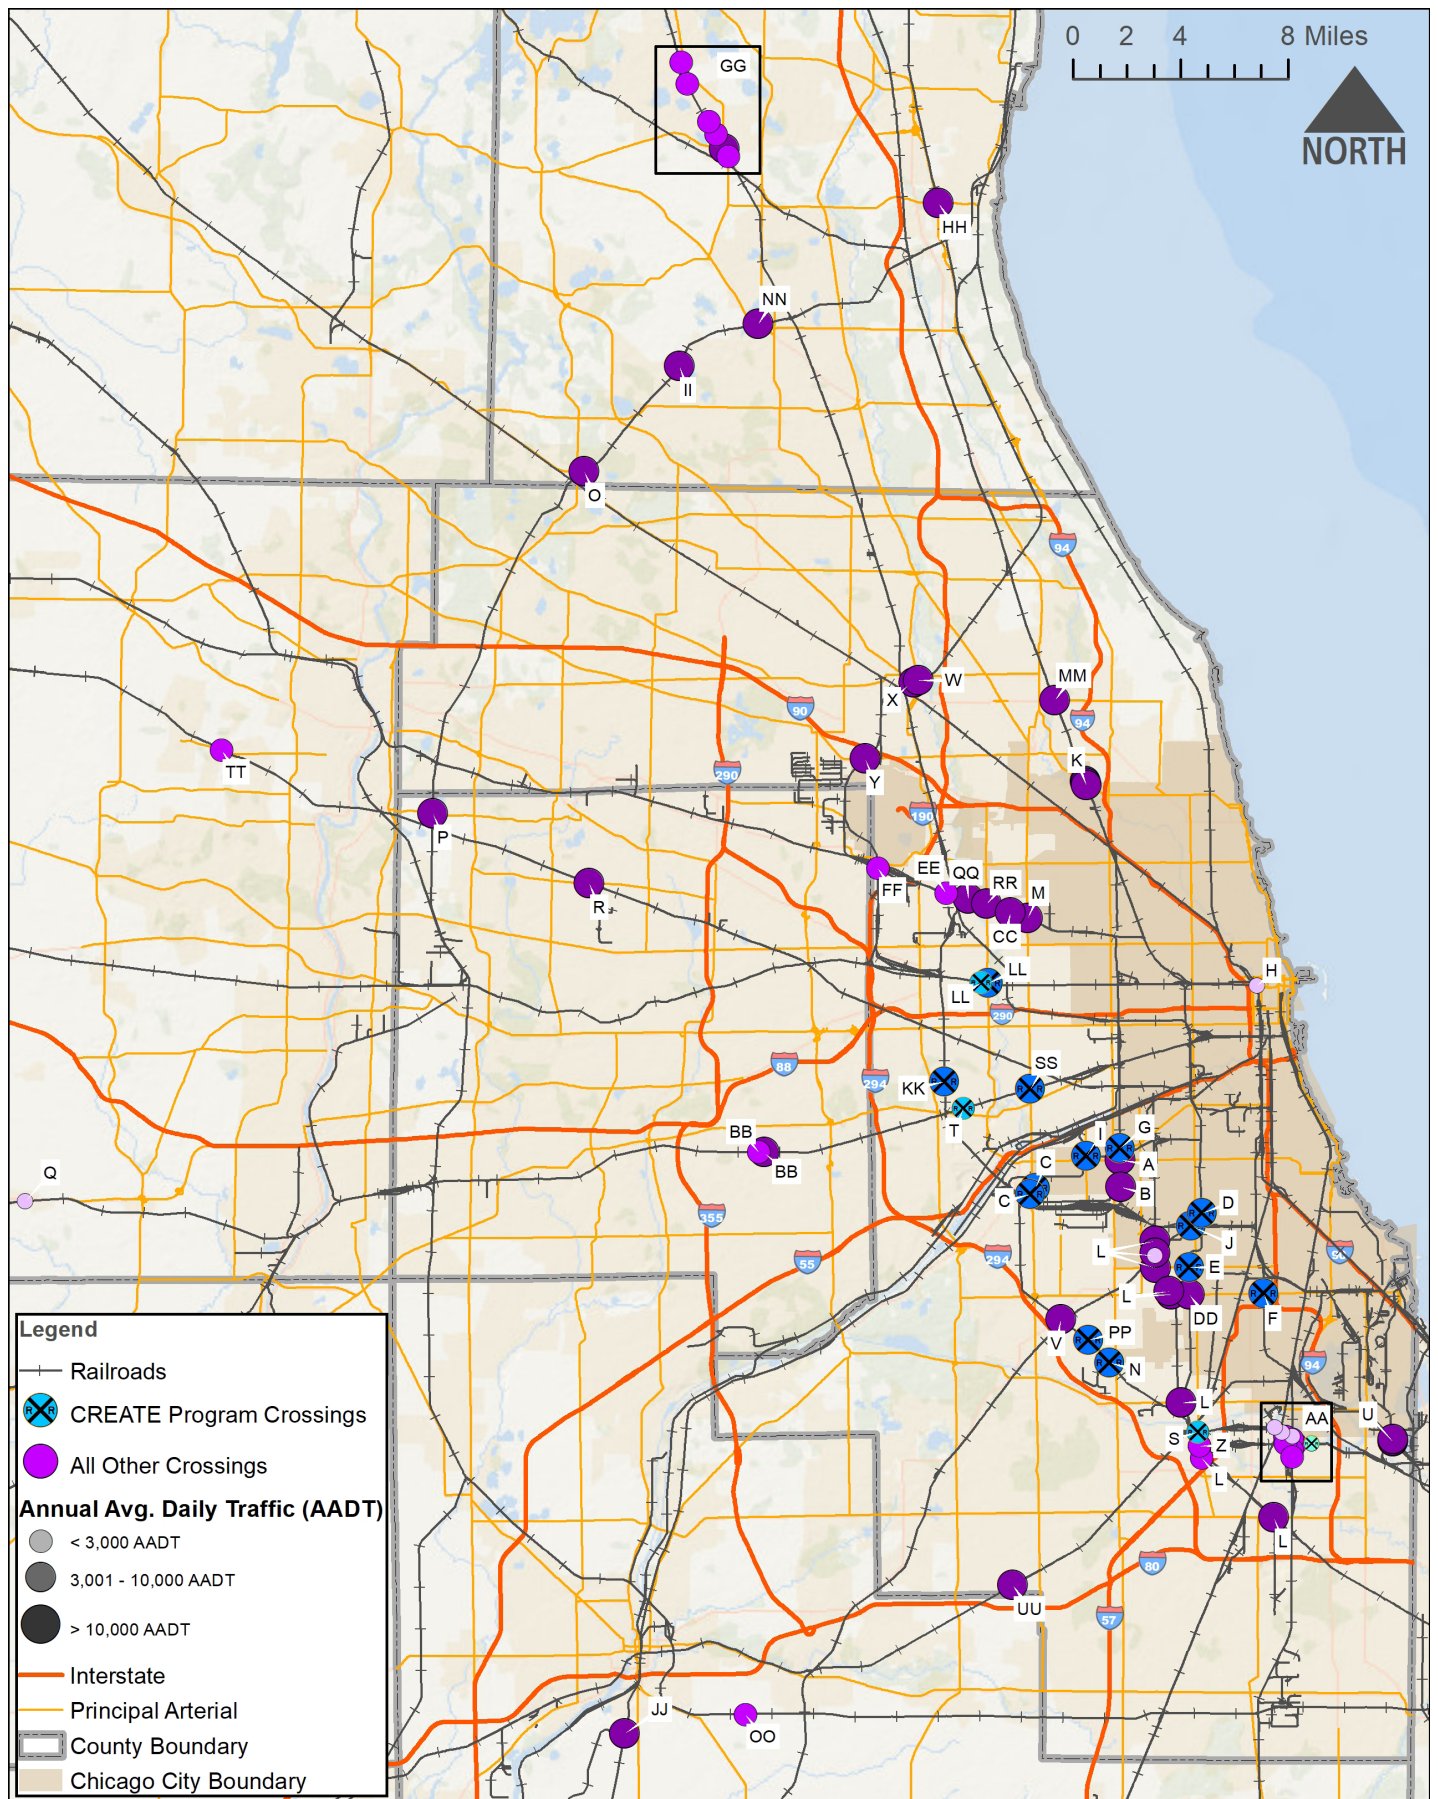 0 2 4 8 Miles
NORTH
GG
HH
NN
II
O
94
W
X
MM
90
94
TT
290
Y
K
P
190
EE
QQ
RR
M
FF
R
CC
H
LL
LL
290
SS
88
294
KK
T
BB
G
I
A
BB
C
Q
B
C
D
355
J
L
294
90
55
E
L
DD
F
Legend
V
PP
N
94
Railroads
L
AA
U
CREATE Program Crossings
S
Z
All Other Crossings
L
Annual Avg. Daily Traffic (AADT)
< 3,000 AADT
L
80
3,001 - 10,000 AADT
UU
57
> 10,000 AADT
Interstate
Principal Arterial
JJ
OO
County Boundary
Chicago City Boundary